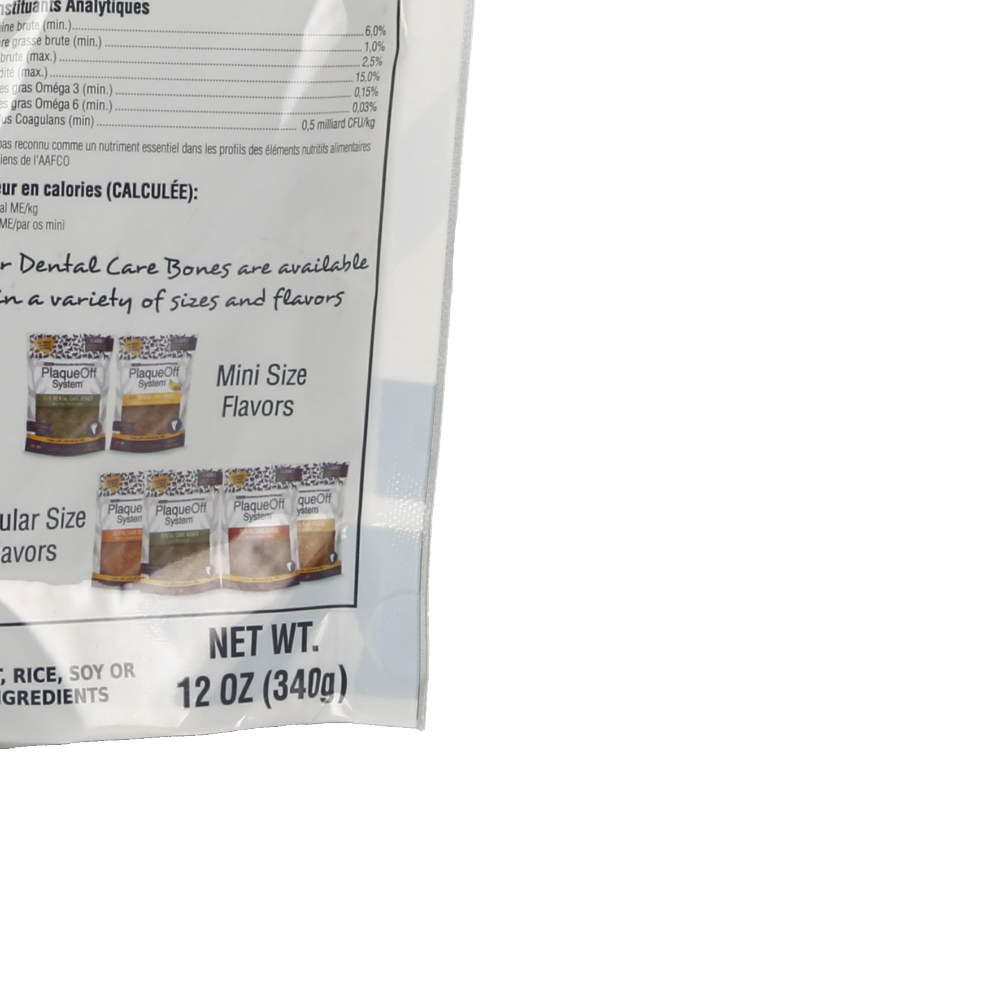 nstituants Analytiques
ine brute (min.) 6,0%
re grasse brute (min.) 1,0%
brute (max.) 2,5%
dité (max.) 15,0%
es gras Oméga 3 (min.) 0,15%
es gras Oméga 6 (min.) 0,03%
us Coagulans (min) 0,5 milliard CFU/kg
pas reconnu comme un nutriment essentiel dans les profils des éléments nutritifs alimentaires
iens de l'AAFCO
eur en calories (CALCULÉE):
al ME/kg
ME/par os mini
r Dental Care Bones are available
in a variety of sizes and flavors
PlaqueOff
System
PlaqueOff
System
Mini Size
Flavors
ular Size
avors
Plaque
System
PlaqueOff
System
PlaqueOff
System
queOff
stem
NET WT.
12 OZ (340g)
, RICE, SOY OR
GREDIENTS